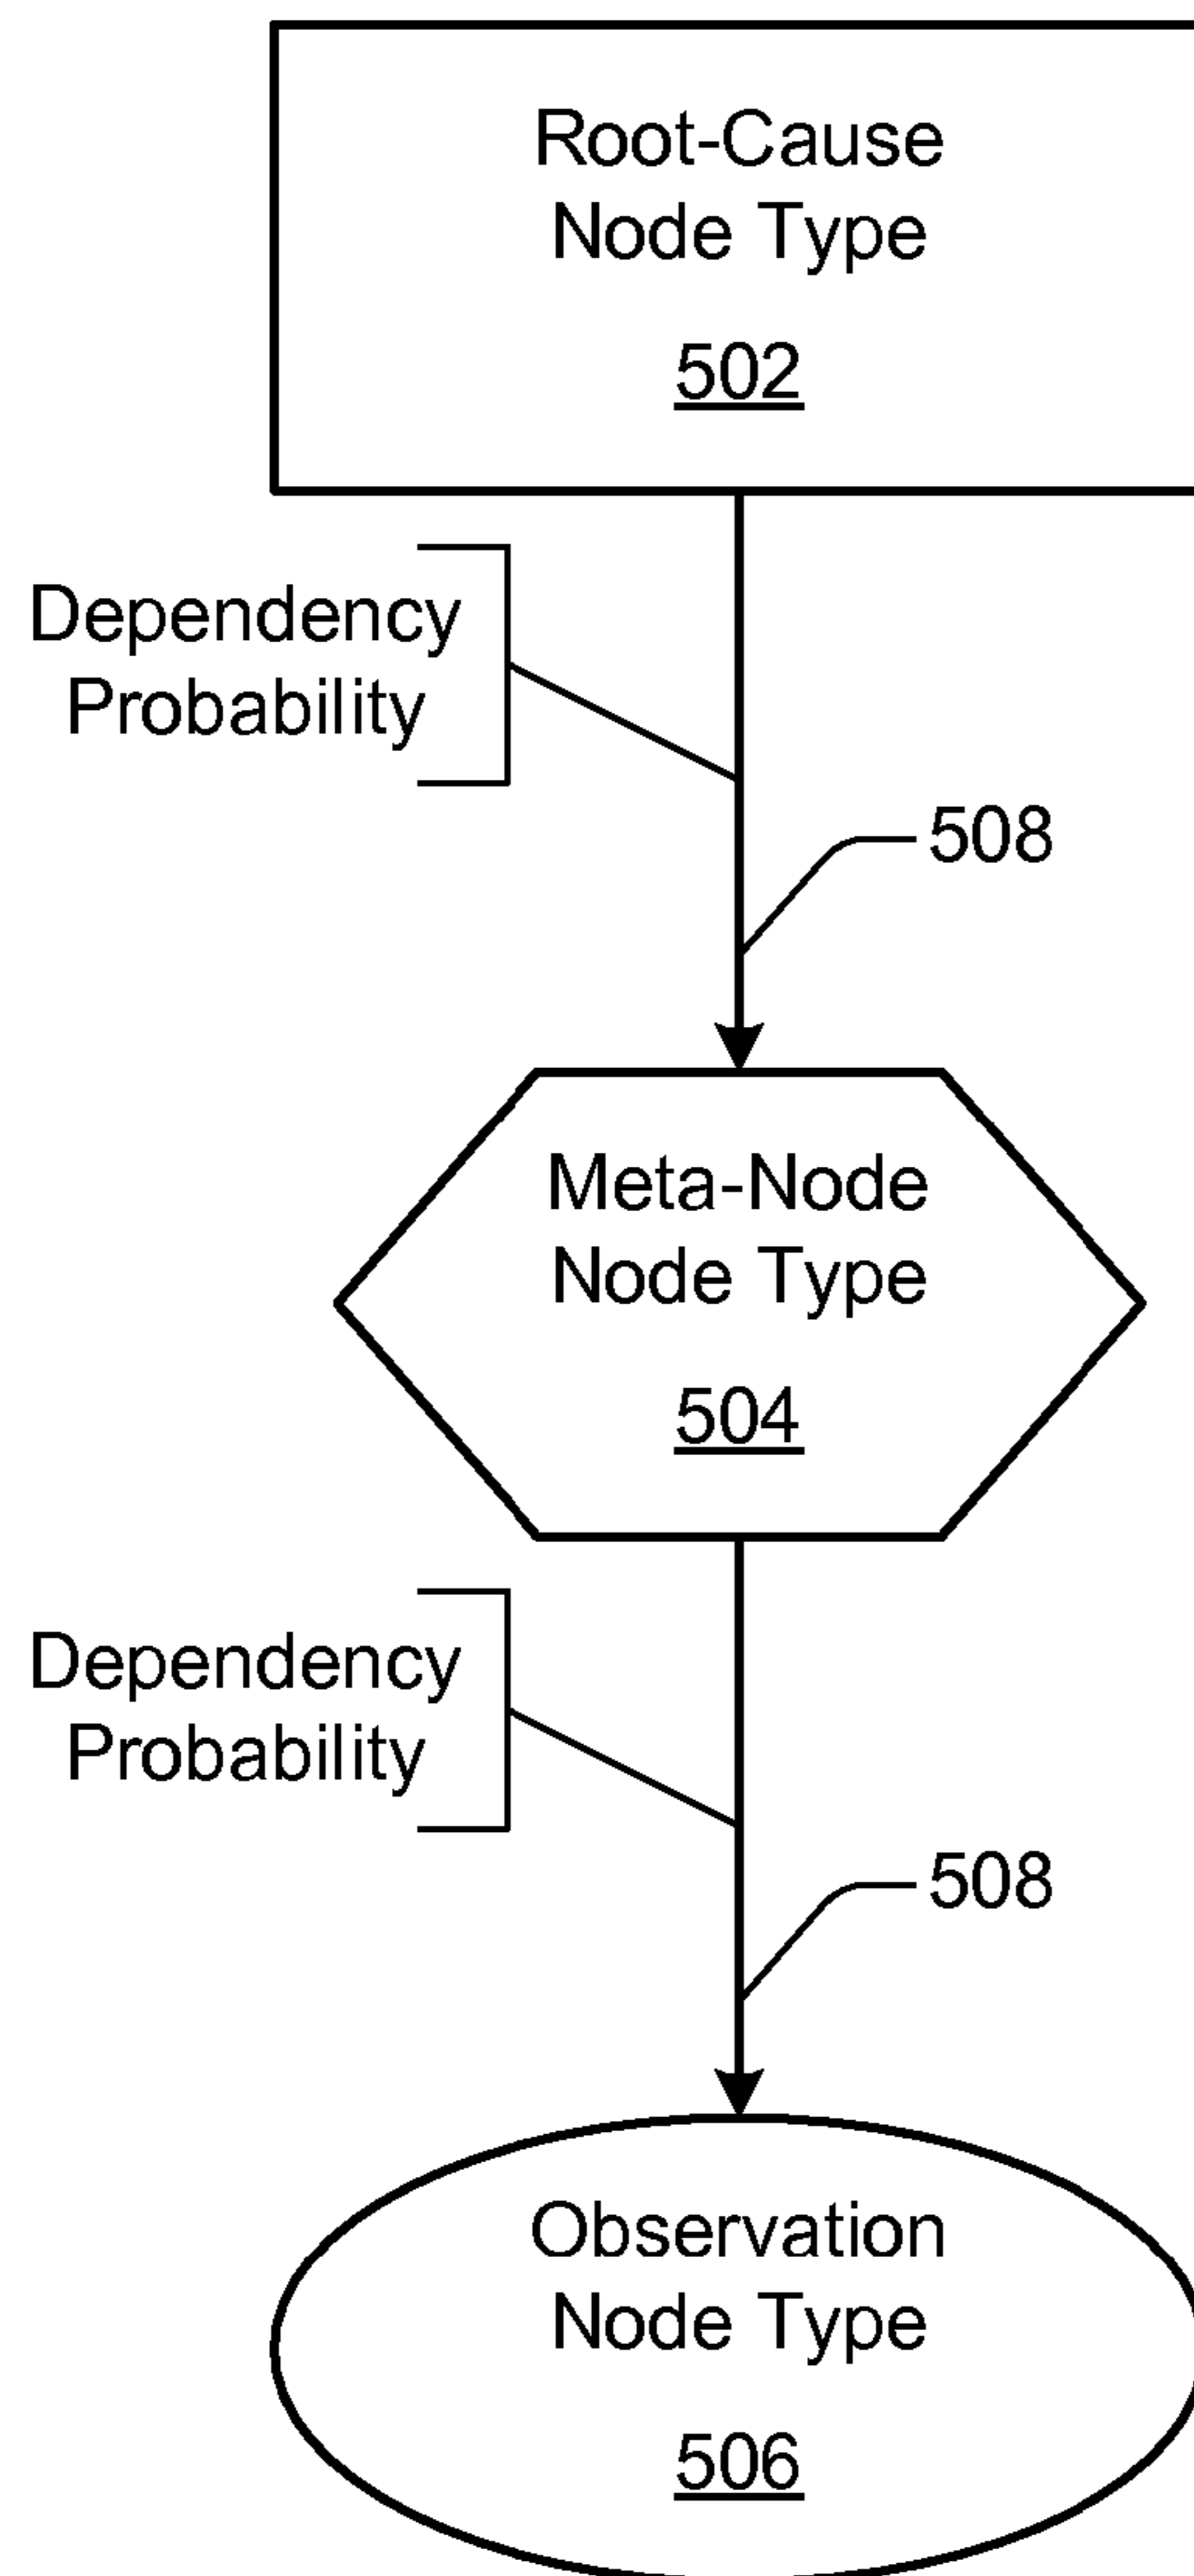 Root-Cause
Node Type
502
Dependency
Probability
508
Meta-Node
Node Type
504
Dependency
Probability
508
Observation
Node Type
506